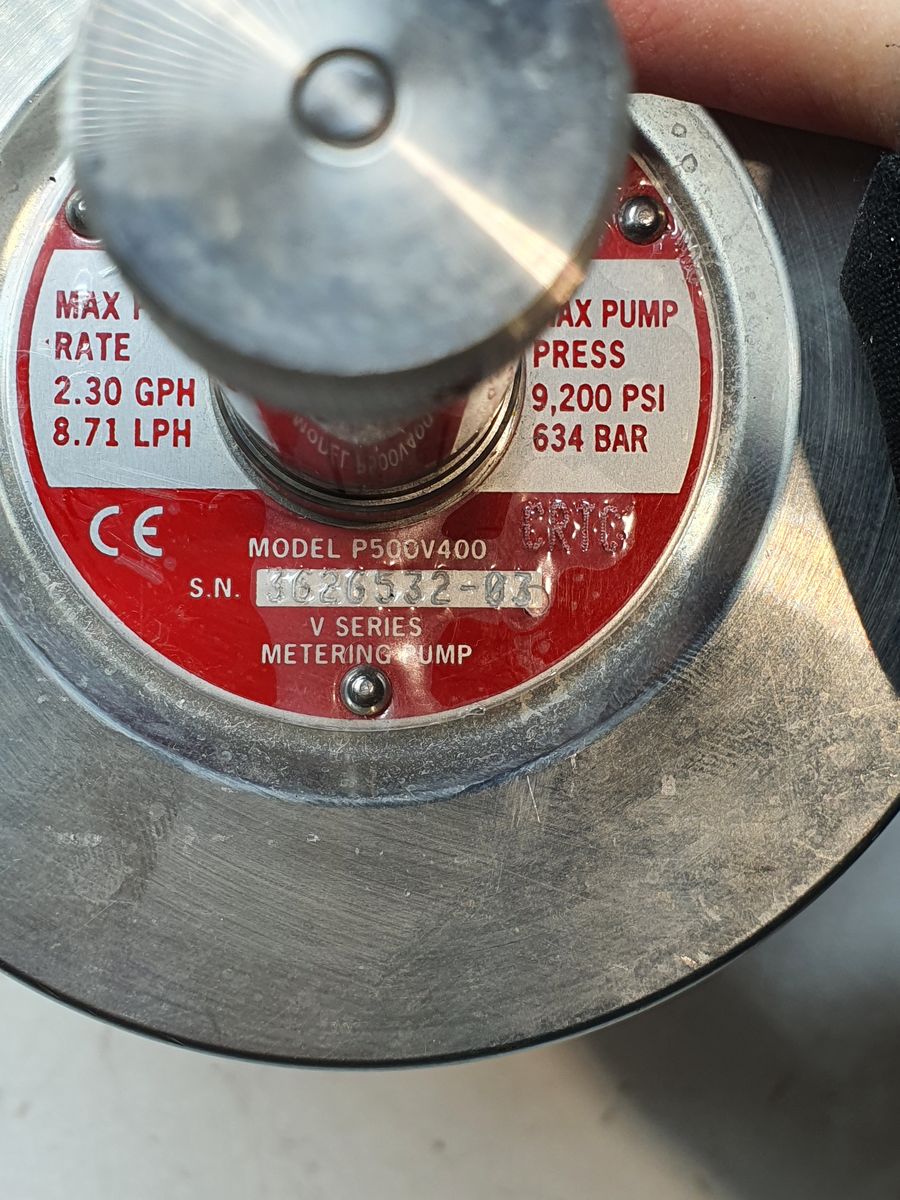 MAX
RATE
2.30 GPH
8.71 LPH
MAX PUMP
PRESS
9,200 PSI
634 BAR
CE
MODEL P500V400
CRTC
S.N. 3626532-03
V SERIES
METERING PUMP